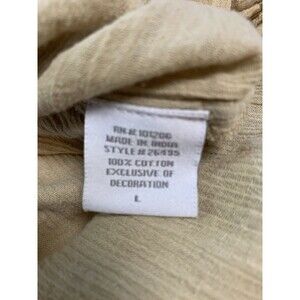 RN# 101206
MADE IN INDIA
STYLE# 26495
100% COTTON
EXCLUSIVE OF
DECORATION
L